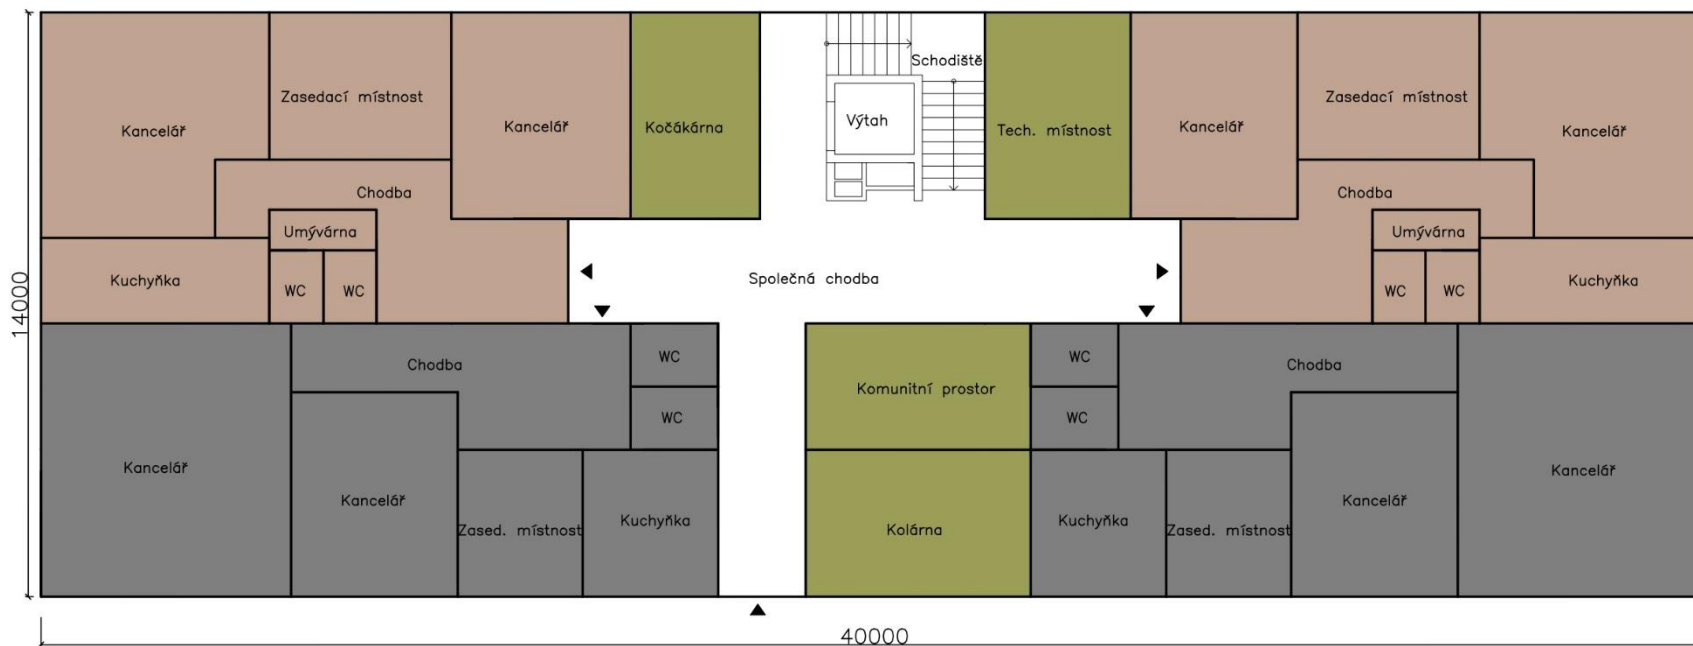 Schodiště
Kancelář
Zasedací místnost
Kancelář
Kočákárna
Výtah
Tech. místnost
Kancelář
Zasedací místnost
Kancelář
Chodba
Chodba
Umývárna
Umývárna
Kuchyňka
WC
WC
Společná chodba
WC
WC
Kuchyňka
14000
Chodba
WC
Komunitní prostor
WC
Chodba
WC
WC
Kancelář
Kancelář
Zased. místnost
Kuchyňka
Kolárna
Kuchyňka
Zased. místnost
Kancelář
Kancelář
40000